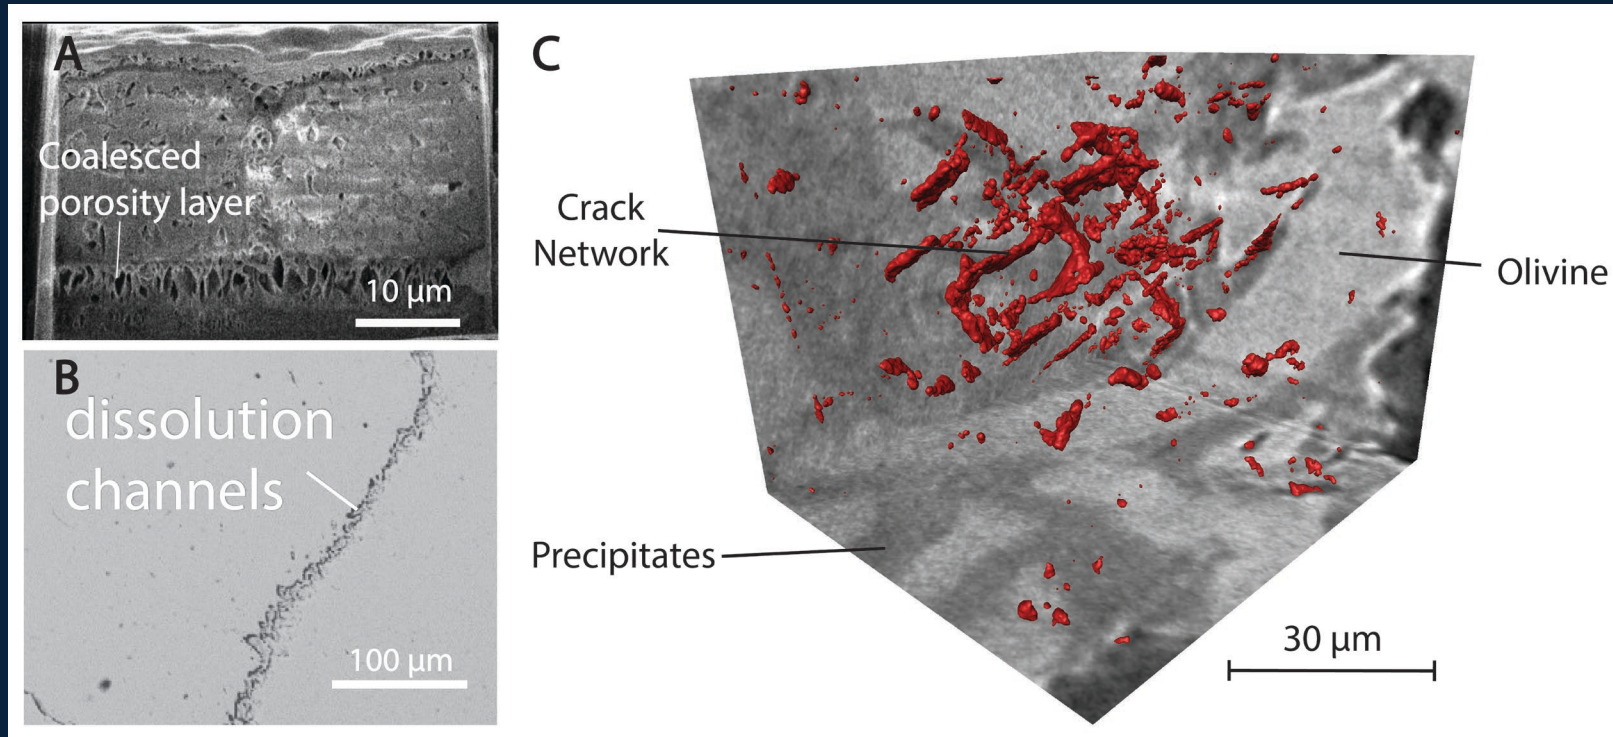 A
Coalesced
porosity layer
10 μm
B
dissolution
channels
100 μm
C
Crack
Network
Olivine
Precipitates
30 μm